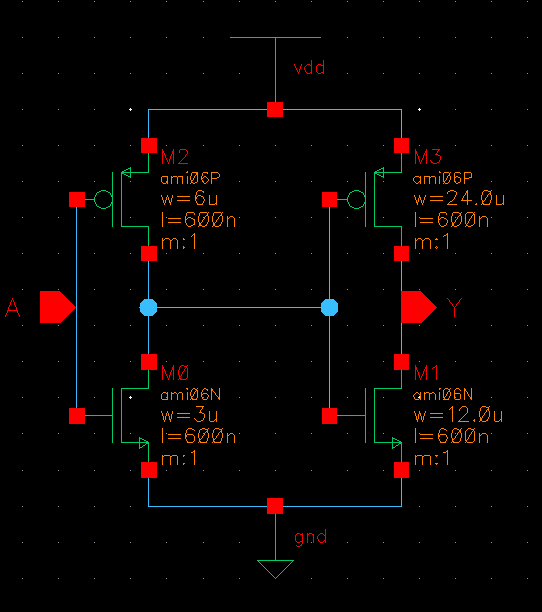 vdd
M2
ami06P
w=6u
l=600n
m:1
M3
ami06P
w=24.0u
l=600n
m:1
A
Y
M0
ami06N
w=3u
l=600n
m:1
M1
ami06N
w=12.0u
l=600n
m:1
gnd